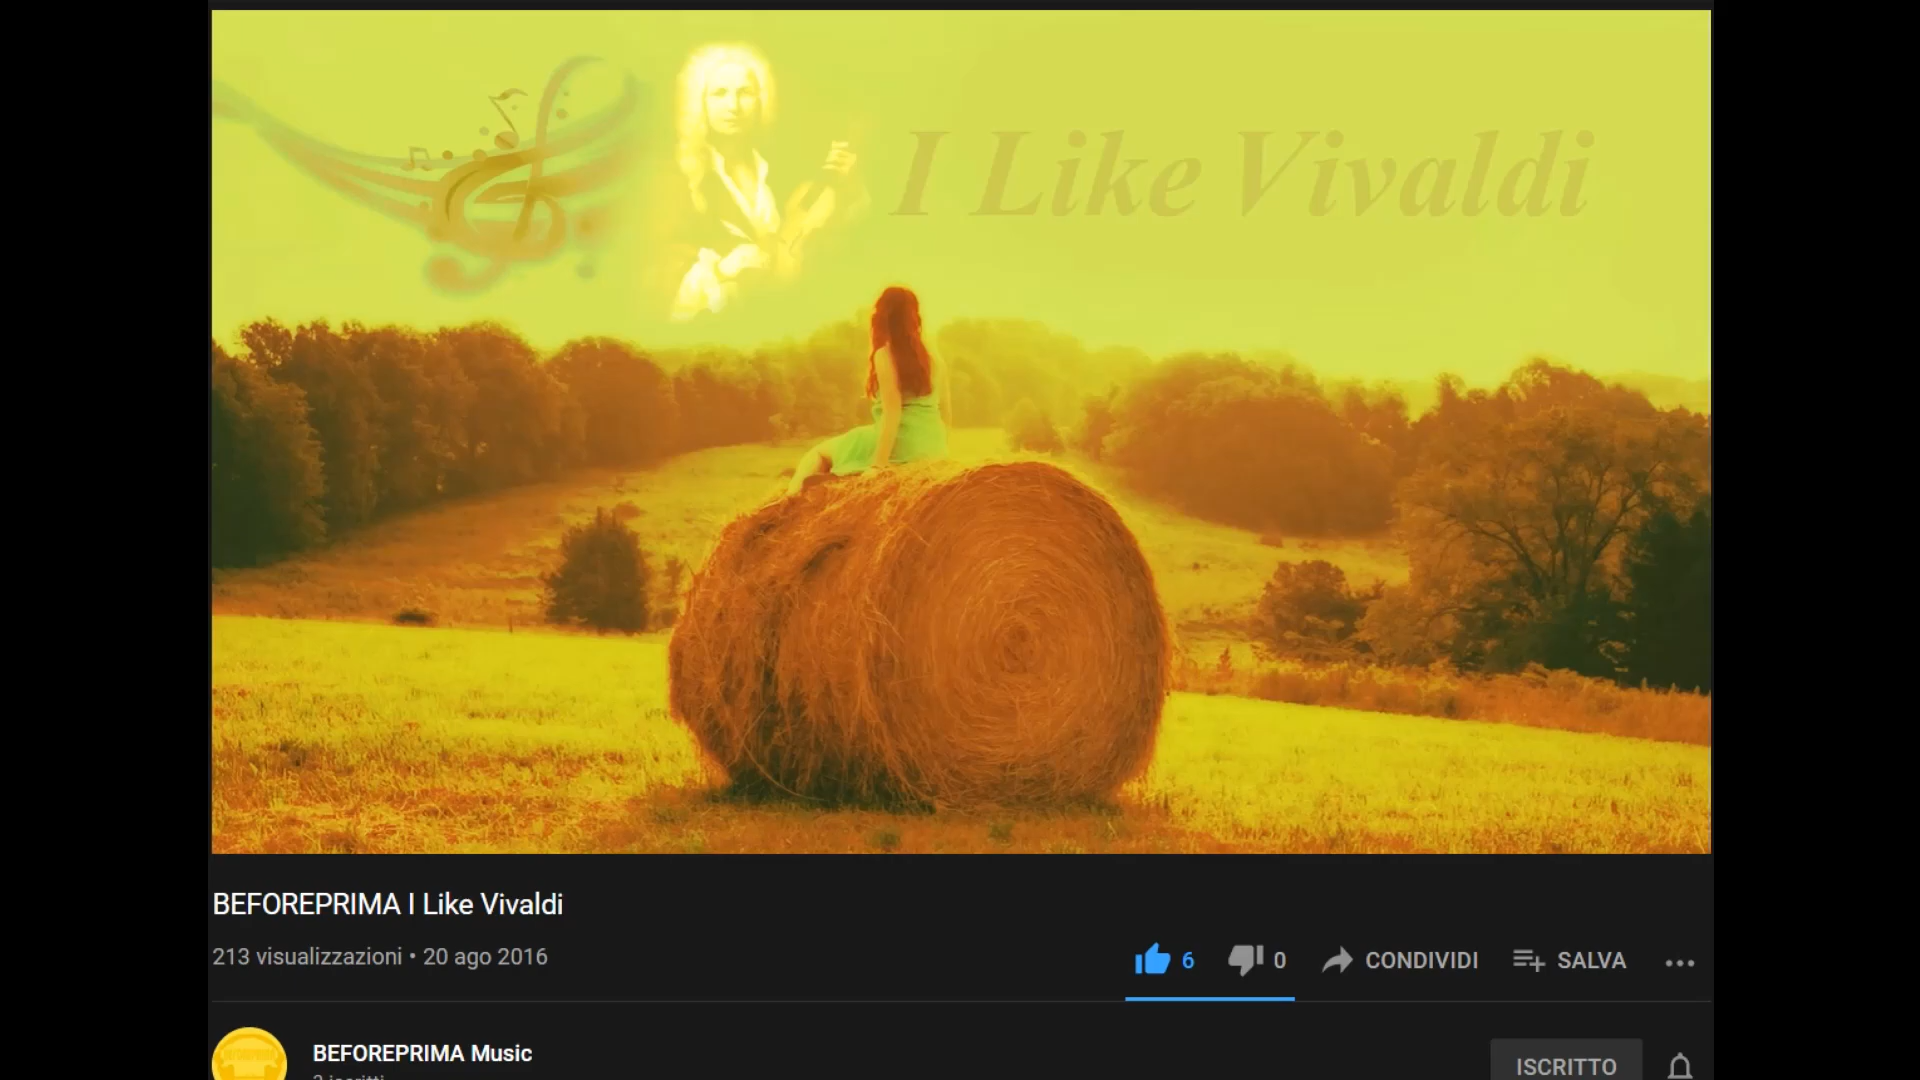 I Like Vivaldi
BEFOREPRIMA I Like Vivaldi
213 visualizzazioni • 20 ago 2016
6 0 CONDIVIDI SALVA
BEFOREPRIMA Music
ISCRITTO